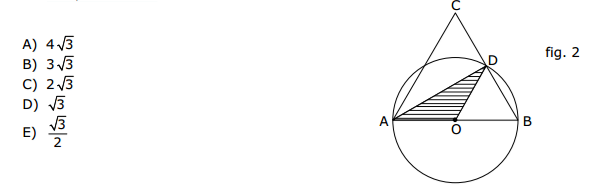 A) 4√3
B) 3√3
C) 2√3
D) √3
E) √3/2
C
D
fig. 2
A
O
B